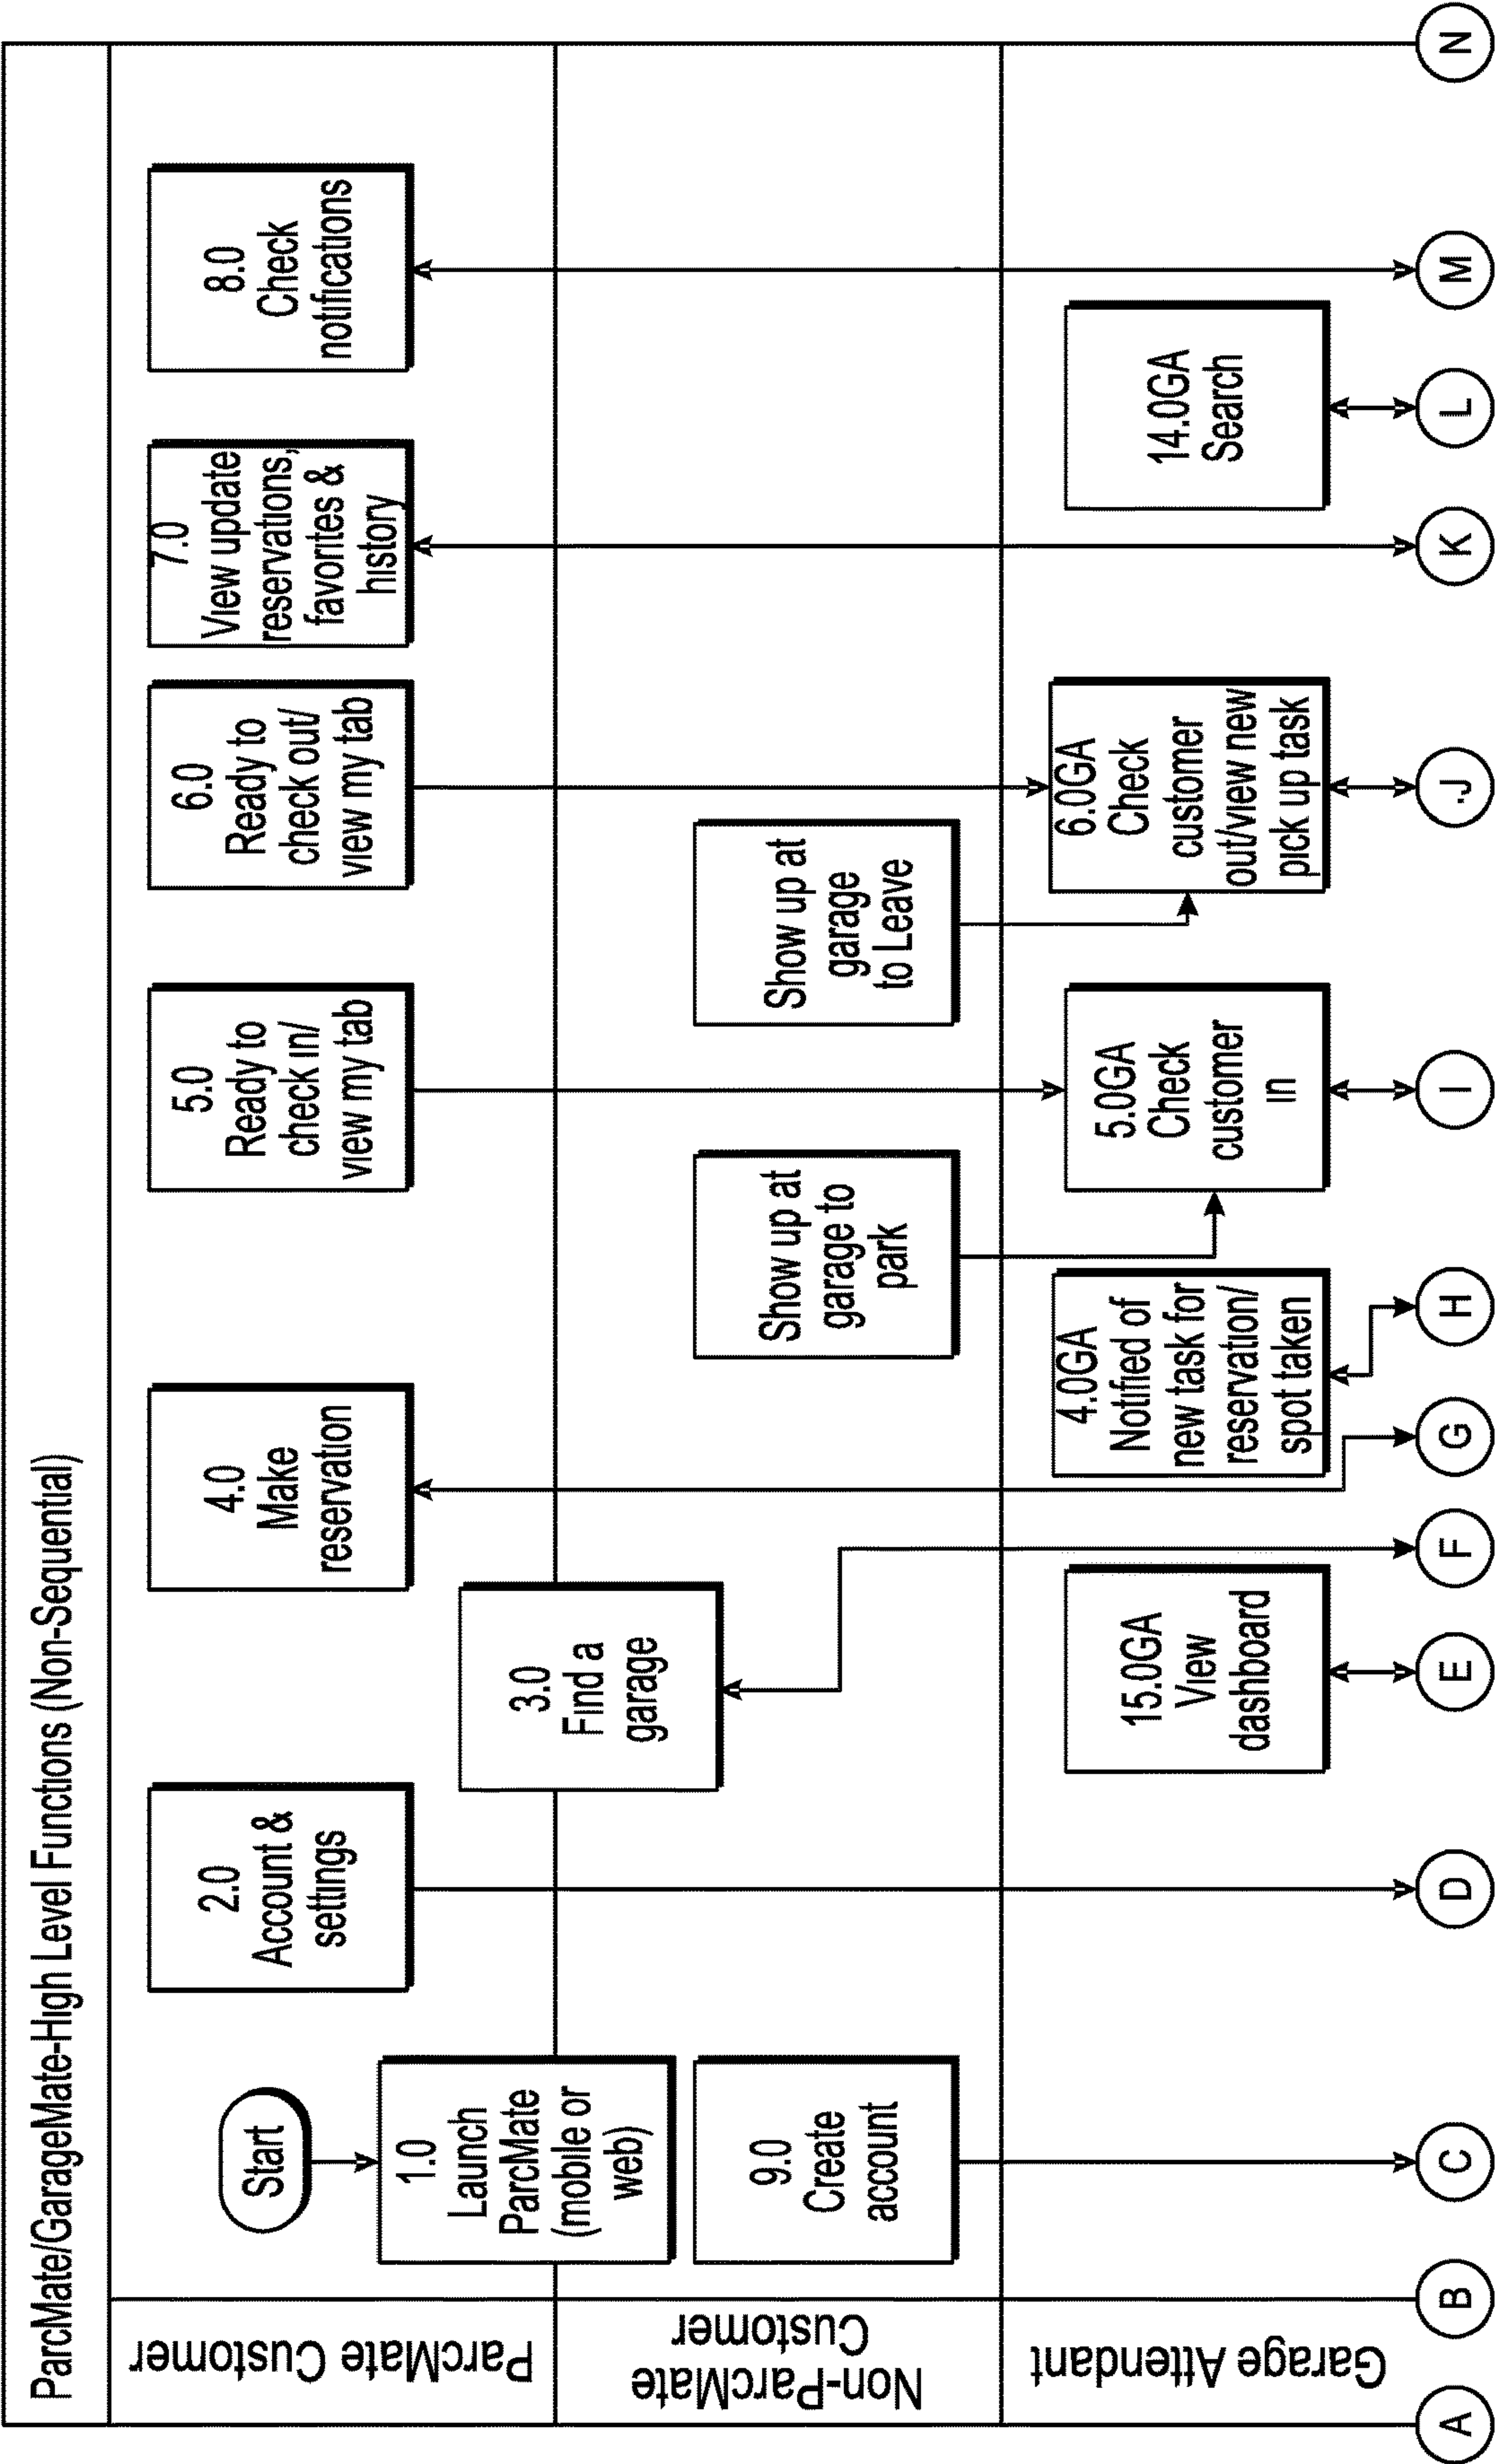 ParcMate/GarageMate-High Level Functions (Non-Sequential)
ParcMate Customer
Start
1.0
Launch
ParcMate
(mobile or
web)
2.0
Account &
settings
3.0
Find a
garage
4.0
Make
reservation
5.0
Ready to
check in/
view my tab
6.0
Ready to
check out/
view my tab
7.0
View update
reservations,
favorites &
history
8.0
Check
notifications
Non-ParcMate
Customer
9.0
Create
account
Show up at
garage to
park
Show up at
garage
to Leave
Garage Attendant
15.0GA
View
dashboard
4.0GA
Notified of
new task for
reservation/
spot taken
5.0GA
Check
customer
in
6.0GA
Check
customer
out/view new
pick up task
14.0GA
Search
A
B
C
D
E
F
G
H
I
.J
K
L
M
N